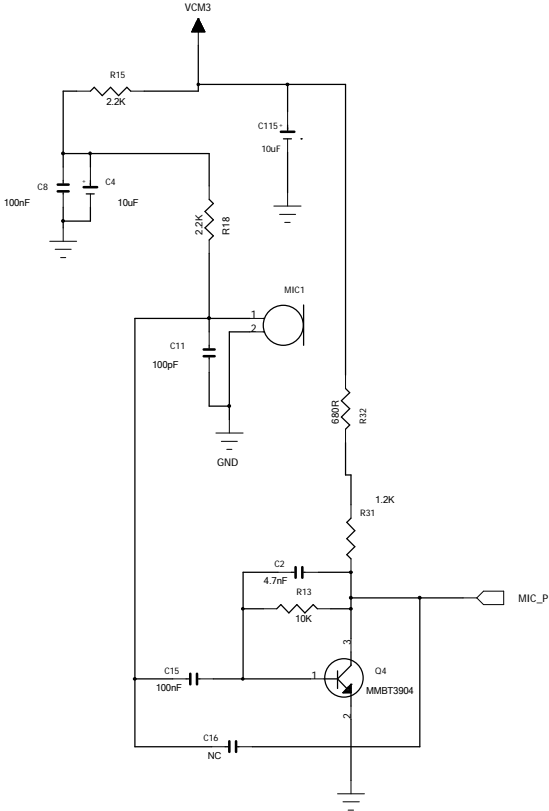 VCM3
R15
2.2K
C115
10uF
C8
100nF
C4
10uF
2.2K
R18
MIC1
1
2
C11
100pF
GND
680R
R32
1.2K
R31
C2
4.7nF
R13
10K
MIC_P
3
C15
100nF
1
Q4
MMBT3904
2
C16
NC